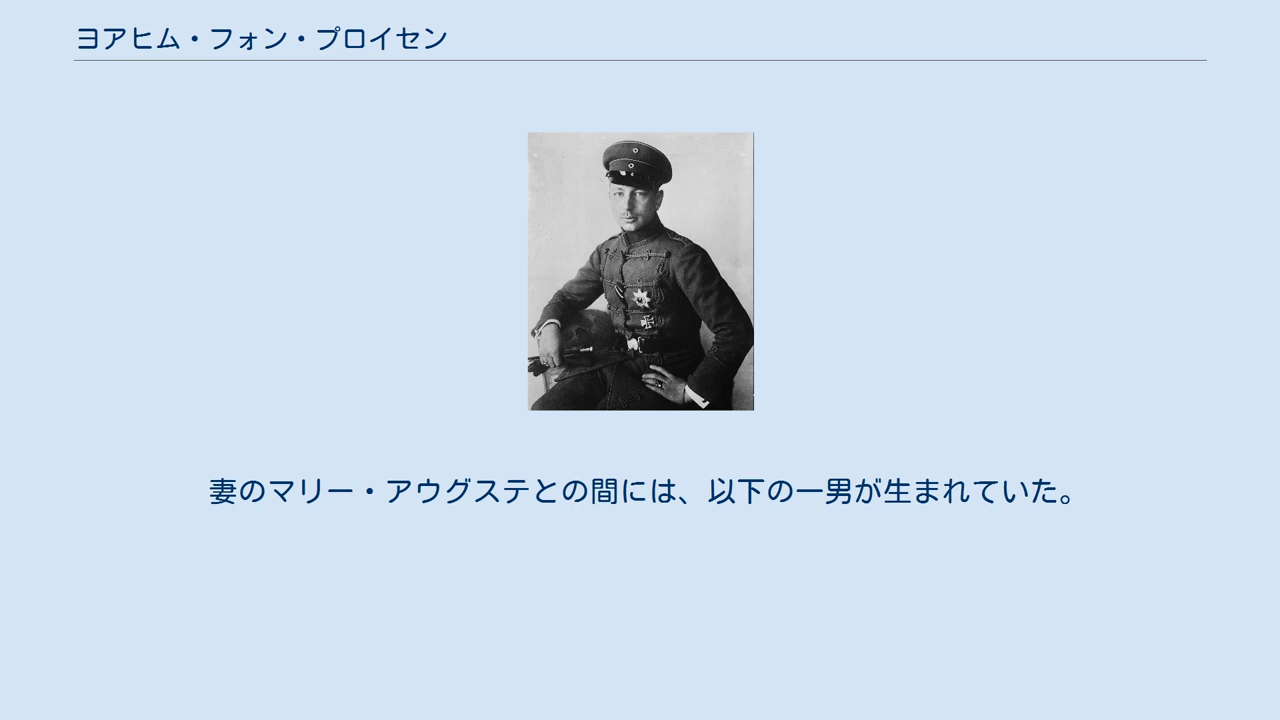 ヨアヒム・フォン・プロイセン
妻のマリー・アウグステとの間には、以下の一男が生まれていた。